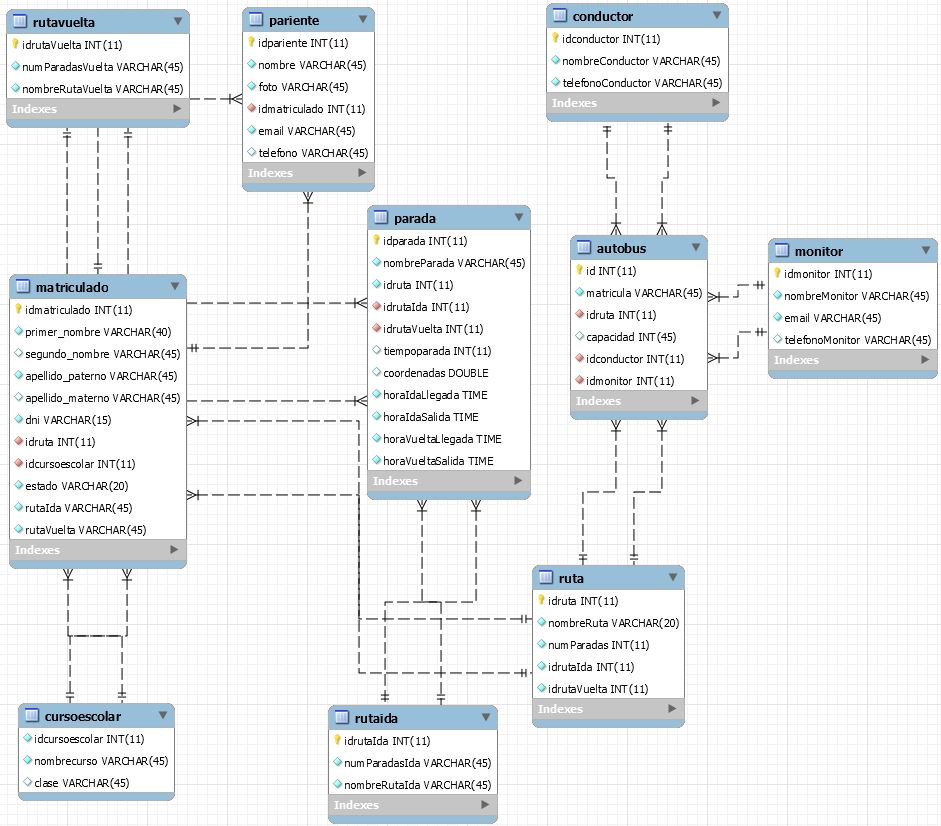 rutavuelta
idrutaVuelta INT(11)
numParadasVuelta VARCHAR(45)
nombreRutaVuelta VARCHAR(45)
Indexes
pariente
idpariente INT(11)
nombre VARCHAR(45)
foto VARCHAR(45)
idmatriculado INT(11)
email VARCHAR(45)
telefono VARCHAR(45)
Indexes
conductor
idconductor INT(11)
nombreConductor VARCHAR(45)
telefonoConductor VARCHAR(45)
Indexes
parada
idparada INT(11)
nombreParada VARCHAR(45)
idruta INT(11)
idrutaIda INT(11)
idrutaVuelta INT(11)
tiempoparada INT(11)
coordenadas DOUBLE
horaIdaLlegada TIME
horaIdaSalida TIME
horaVueltaLlegada TIME
horaVueltaSalida TIME
Indexes
autobus
id INT(11)
matricula VARCHAR(45)
idruta INT(11)
capacidad INT(45)
idconductor INT(11)
idmonitor INT(11)
Indexes
monitor
idmonitor INT(11)
nombreMonitor VARCHAR(45)
email VARCHAR(45)
telefonoMonitor VARCHAR(45)
Indexes
matriculado
idmatriculado INT(11)
primer_nombre VARCHAR(40)
segundo_nombre VARCHAR(45)
apellido_paterno VARCHAR(45)
apellido_materno VARCHAR(45)
dni VARCHAR(15)
idruta INT(11)
idcursoescolar INT(11)
estado VARCHAR(20)
rutaIda VARCHAR(45)
rutaVuelta VARCHAR(45)
Indexes
ruta
idruta INT(11)
nombreRuta VARCHAR(20)
numParadas INT(11)
idrutaIda INT(11)
idrutaVuelta INT(11)
Indexes
cursoescolar
idcursoescolar INT(11)
nombrecurso VARCHAR(45)
clase VARCHAR(45)
rutaida
idrutaIda INT(11)
numParadasIda VARCHAR(45)
nombreRutaIda VARCHAR(45)
Indexes